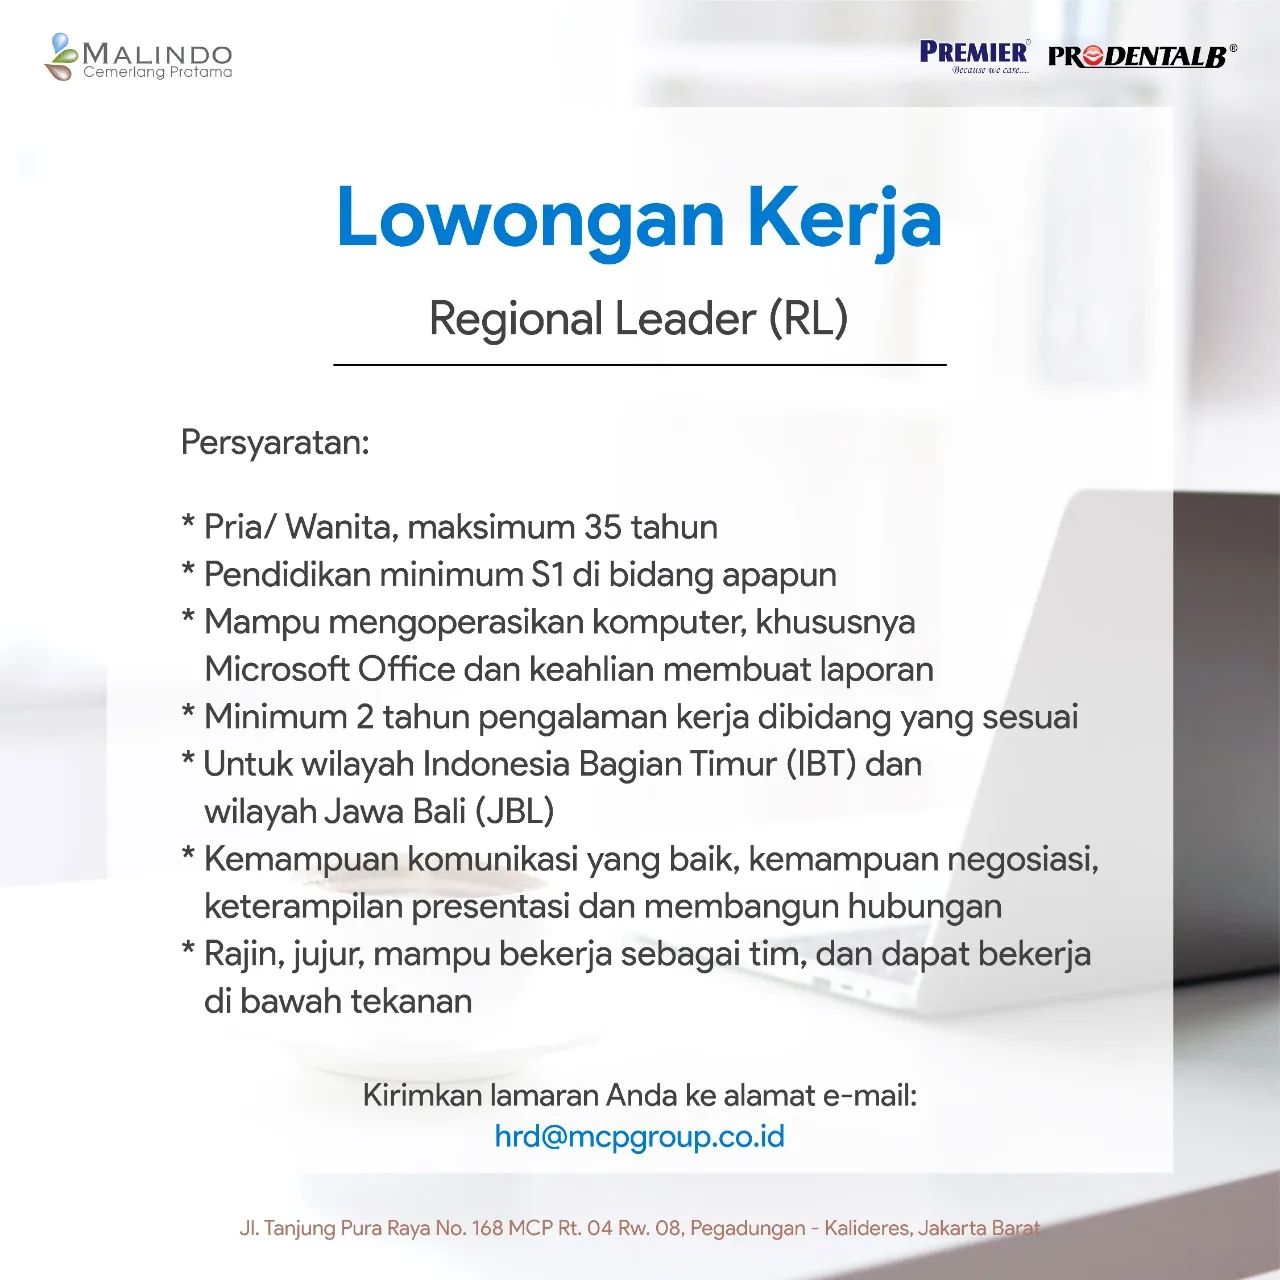 MALINDO
Cemerlang Pratama
PREMIER®
Because we care....
PRODENTALB®
Lowongan Kerja
Regional Leader (RL)
Persyaratan:
* Pria/ Wanita, maksimum 35 tahun
* Pendidikan minimum S1 di bidang apapun
* Mampu mengoperasikan komputer, khususnya
Microsoft Office dan keahlian membuat laporan
* Minimum 2 tahun pengalaman kerja dibidang yang sesuai
* Untuk wilayah Indonesia Bagian Timur (IBT) dan
wilayah Jawa Bali (JBL)
* Kemampuan komunikasi yang baik, kemampuan negosiasi,
keterampilan presentasi dan membangun hubungan
* Rajin, jujur, mampu bekerja sebagai tim, dan dapat bekerja
di bawah tekanan
Kirimkan lamaran Anda ke alamat e-mail:
hrd@mcpgroup.co.id
Jl. Tanjung Pura Raya No. 168 MCP Rt. 04 Rw. 08, Pegadungan - Kalideres, Jakarta Barat